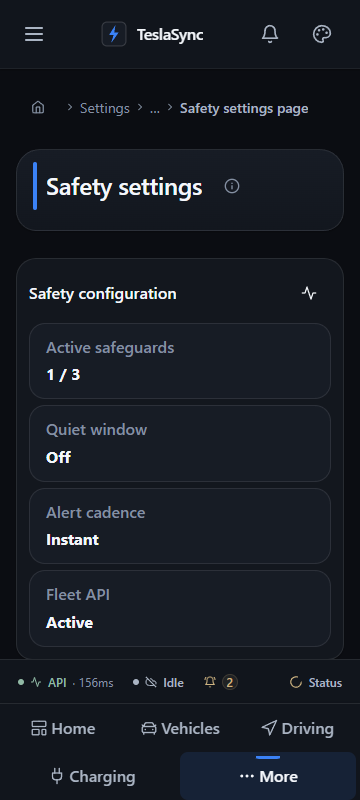 TeslaSync
Settings > ... > Safety settings page
Safety settings
Safety configuration
Active safeguards
1 / 3
Quiet window
Off
Alert cadence
Instant
Fleet API
Active
API · 156ms Idle 2 Status
Home Vehicles Driving
Charging More